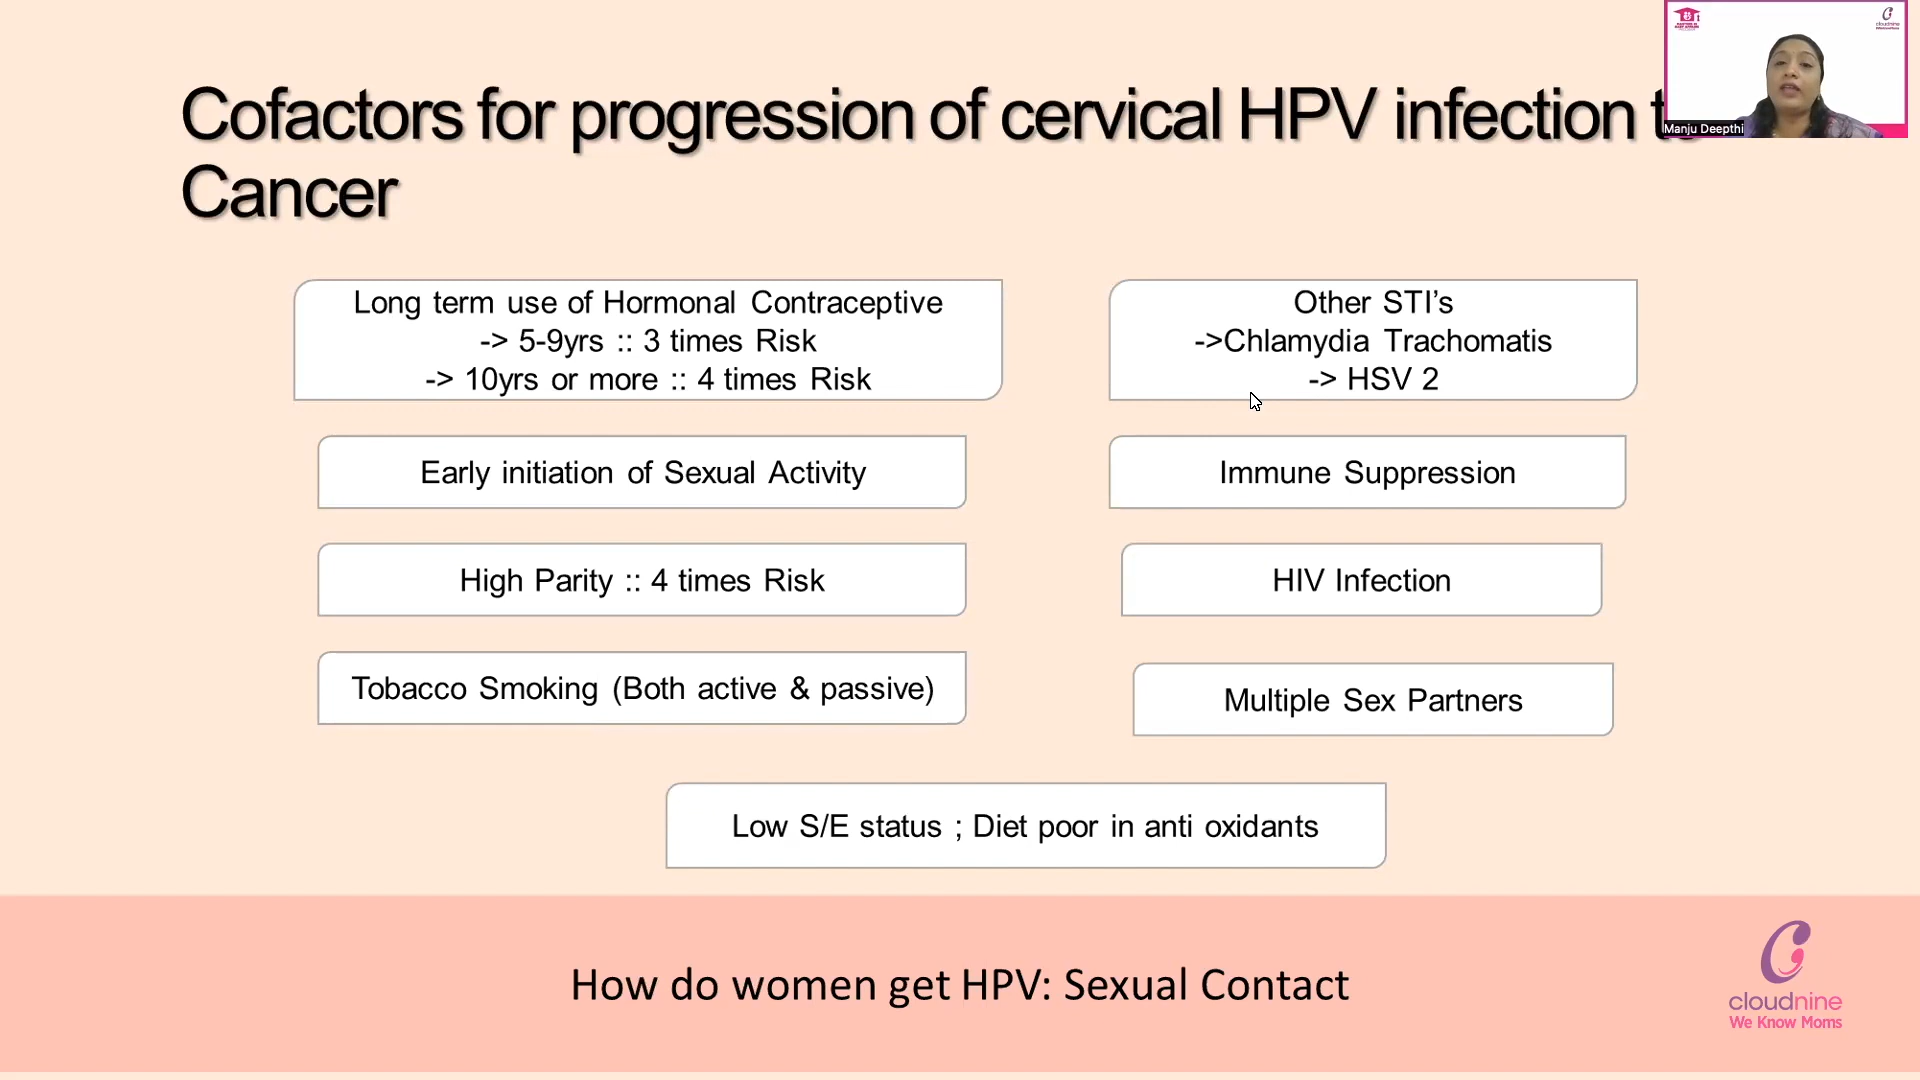 Cofactors for progression of cervical HPV infection
Cancer
Manju Deepthi
cloudnine
Long term use of Hormonal Contraceptive
-> 5-9yrs :: 3 times Risk
-> 10yrs or more :: 4 times Risk
Other STI’s
->Chlamydia Trachomatis
-> HSV 2
Early initiation of Sexual Activity
Immune Suppression
High Parity :: 4 times Risk
HIV Infection
Tobacco Smoking (Both active & passive)
Multiple Sex Partners
Low S/E status ; Diet poor in anti oxidants
How do women get HPV: Sexual Contact
cloudnine
We Know Moms